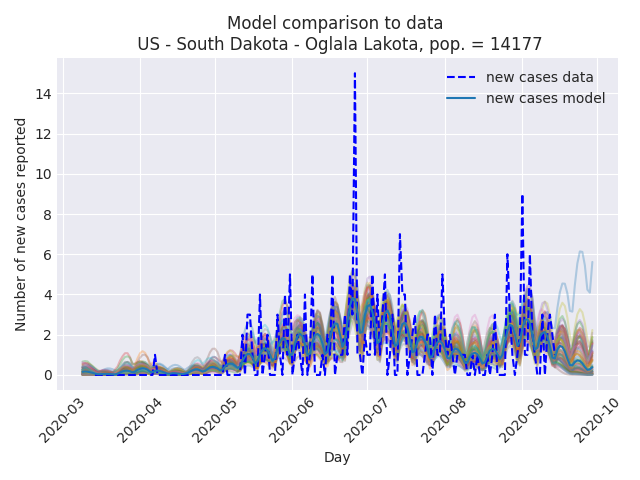 Model comparison to data
US - South Dakota - Oglala Lakota, pop. = 14177
new cases data
new cases model
Number of new cases reported
14
12
10
8
6
4
2
0
2020-03
2020-04
2020-05
2020-06
2020-07
2020-08
2020-09
2020-10
Day